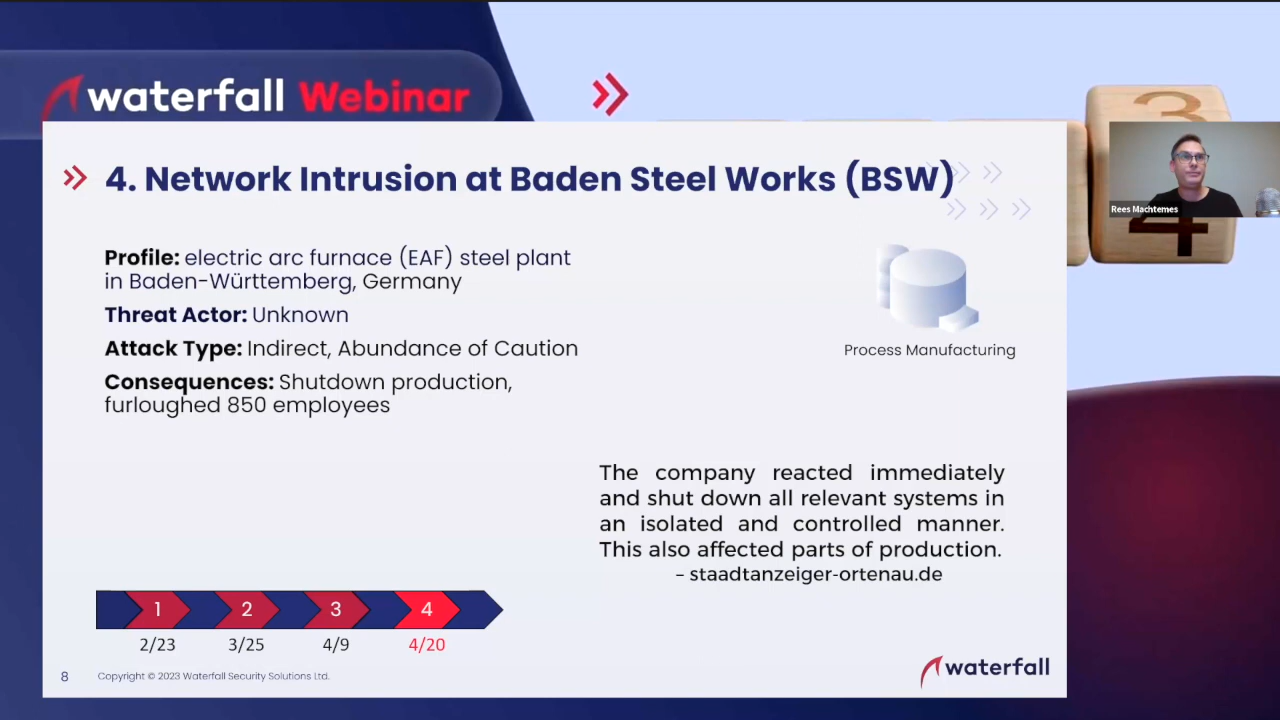 waterfall Webinar
4. Network Intrusion at Baden Steel Works (BSW)
Profile: electric arc furnace (EAF) steel plant
in Baden-Württemberg, Germany
Threat Actor: Unknown
Attack Type: Indirect, Abundance of Caution
Consequences: Shutdown production,
furloughed 850 employees
Process Manufacturing
3
Rees Machtemes
4
The company reacted immediately
and shut down all relevant systems in
an isolated and controlled manner.
This also affected parts of production.
– staadtanzeiger-ortenau.de
1 2 3 4
2/23 3/25 4/9 4/20
8 Copyright © 2023 Waterfall Security Solutions Ltd.
waterfall